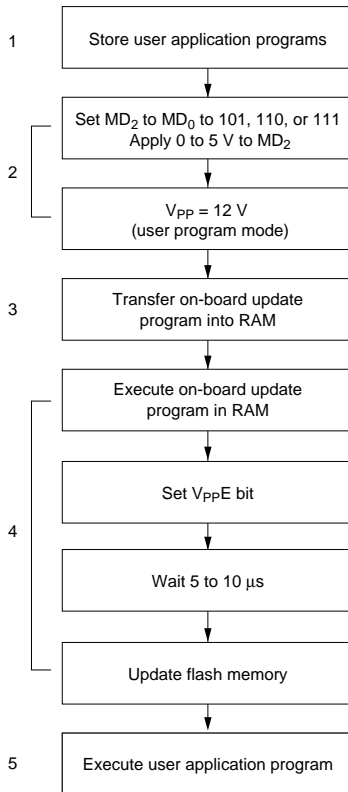 1
Store user application programs
Set MD₂ to MD₀ to 101, 110, or 111
Apply 0 to 5 V to MD₂
2
V_PP = 12 V
(user program mode)
3
Transfer on-board update
program into RAM
Execute on-board update
program in RAM
Set V_PPE bit
4
Wait 5 to 10 µs
Update flash memory
5
Execute user application program